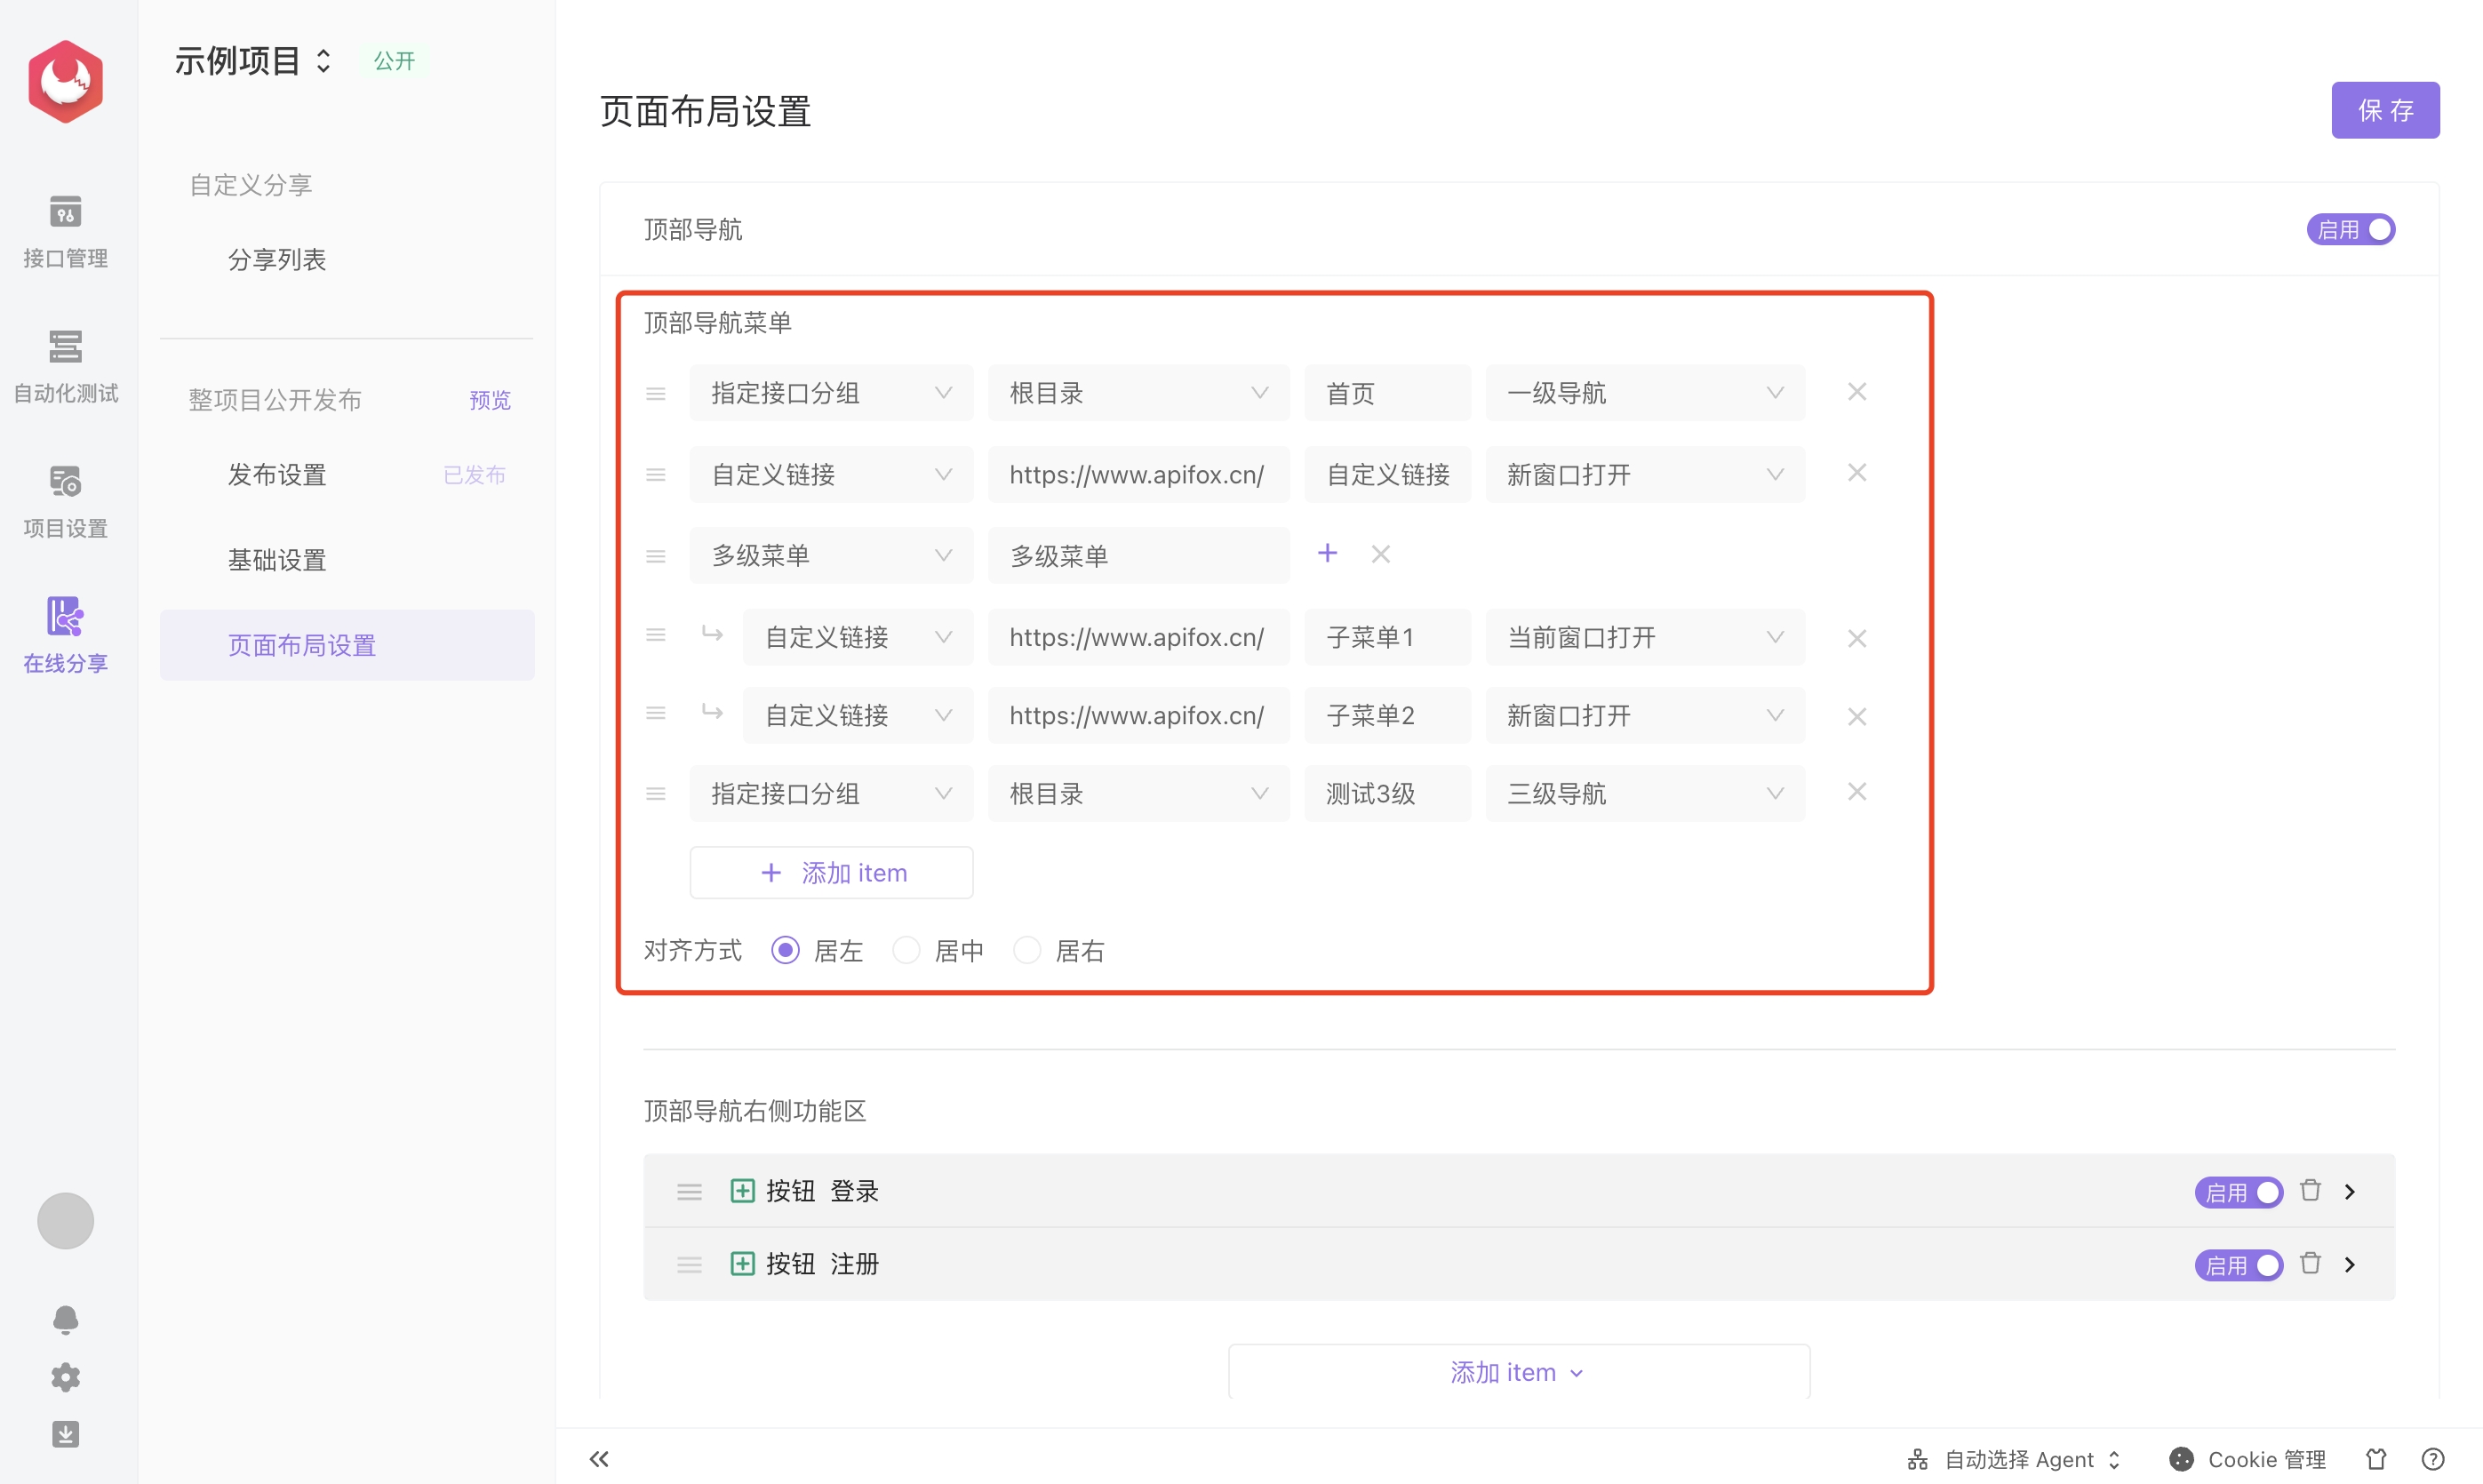 示例项目 公开
接口管理
自动化测试
项目设置
在线分享
自定义分享
分享列表
整项目公开发布 预览
发布设置 已发布
基础设置
页面布局设置
页面布局设置 保 存
顶部导航 启用
顶部导航菜单
指定接口分组 根目录 首页 一级导航
自定义链接 https://www.apifox.cn/ 自定义链接 新窗口打开
多级菜单 多级菜单
自定义链接 https://www.apifox.cn/ 子菜单1 当前窗口打开
自定义链接 https://www.apifox.cn/ 子菜单2 新窗口打开
指定接口分组 根目录 测试3级 三级导航
添加 item
对齐方式 居左 居中 居右
顶部导航右侧功能区
按钮 登录 启用
按钮 注册 启用
添加 item
自动选择 Agent Cookie 管理